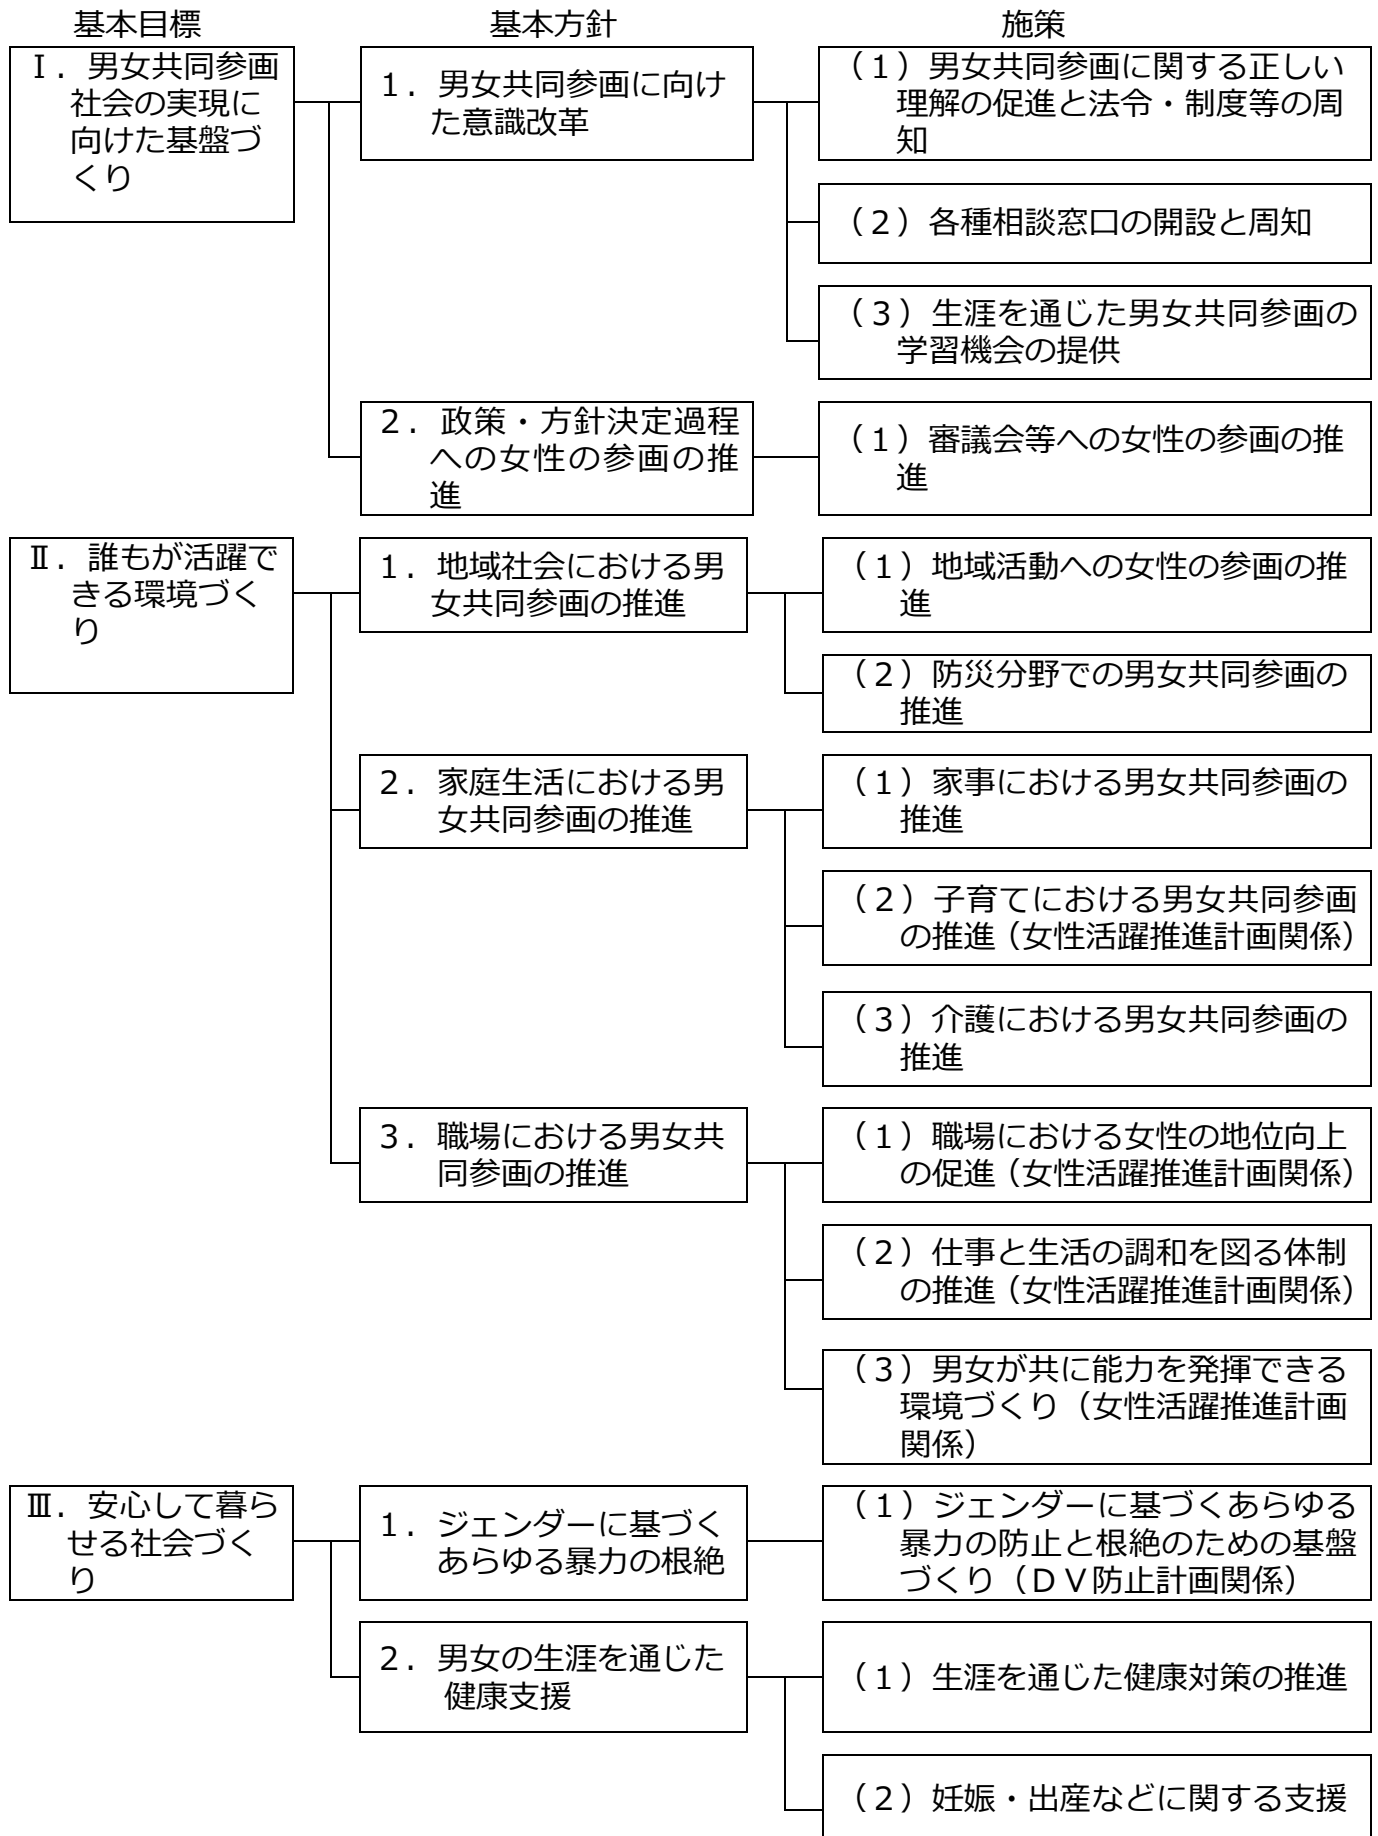 基本目標
基本方針
施策
Ⅰ．男女共同参画
社会の実現に
向けた基盤づ
くり
１．男女共同参画に向け
た意識改革
（１）男女共同参画に関する正しい
理解の促進と法令・制度等の周
知
（２）各種相談窓口の開設と周知
（３）生涯を通じた男女共同参画の
学習機会の提供
２．政策・方針決定過程
への女性の参画の推
進
（１）審議会等への女性の参画の推
進
Ⅱ．誰もが活躍で
きる環境づく
り
１．地域社会における男
女共同参画の推進
（１）地域活動への女性の参画の推
進
（２）防災分野での男女共同参画の
推進
２．家庭生活における男
女共同参画の推進
（１）家事における男女共同参画の
推進
（２）子育てにおける男女共同参画
の推進（女性活躍推進計画関係）
（３）介護における男女共同参画の
推進
３．職場における男女共
同参画の推進
（１）職場における女性の地位向上
の促進（女性活躍推進計画関係）
（２）仕事と生活の調和を図る体制
の推進（女性活躍推進計画関係）
（３）男女が共に能力を発揮できる
環境づくり（女性活躍推進計画
関係）
Ⅲ．安心して暮ら
せる社会づく
り
１．ジェンダーに基づく
あらゆる暴力の根絶
（１）ジェンダーに基づくあらゆる
暴力の防止と根絶のための基盤
づくり（ＤＶ防止計画関係）
２．男女の生涯を通じた
健康支援
（１）生涯を通じた健康対策の推進
（２）妊娠・出産などに関する支援